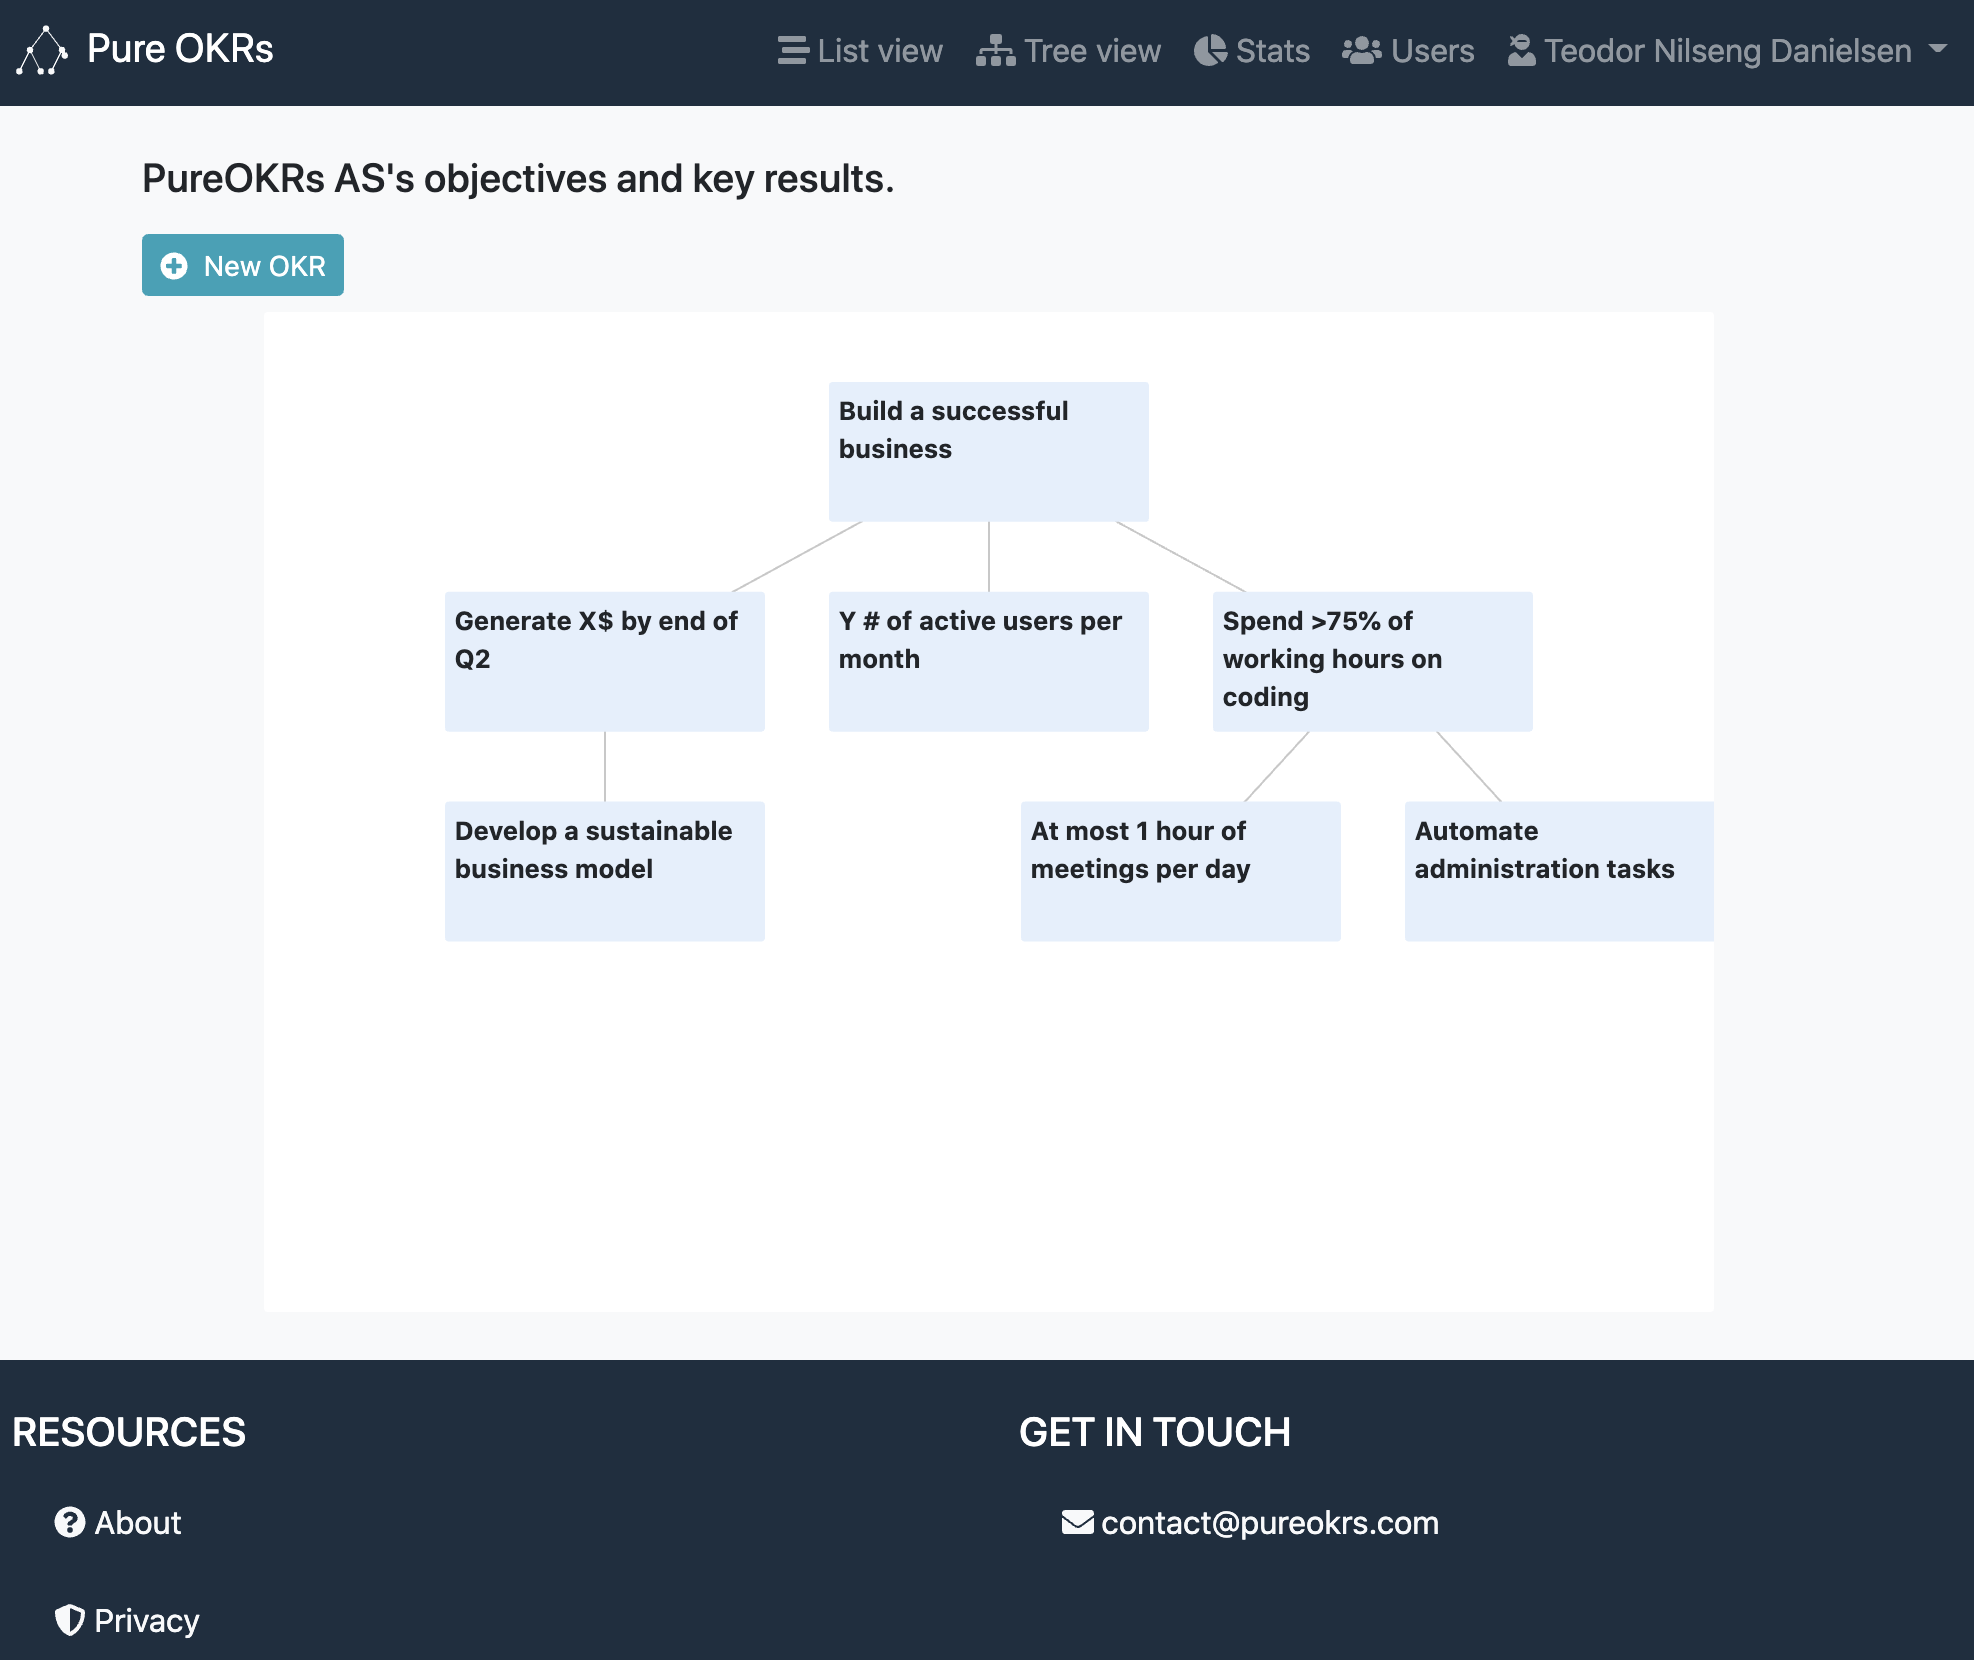 Pure OKRs
List view
Tree view
Stats
Users
Teodor Nilseng Danielsen
PureOKRs AS's objectives and key results.
New OKR
Build a successful
business
Generate X$ by end of
Q2
Y # of active users per
month
Spend >75% of
working hours on
coding
Develop a sustainable
business model
At most 1 hour of
meetings per day
Automate
administration tasks
RESOURCES
About
Privacy
GET IN TOUCH
contact@pureokrs.com